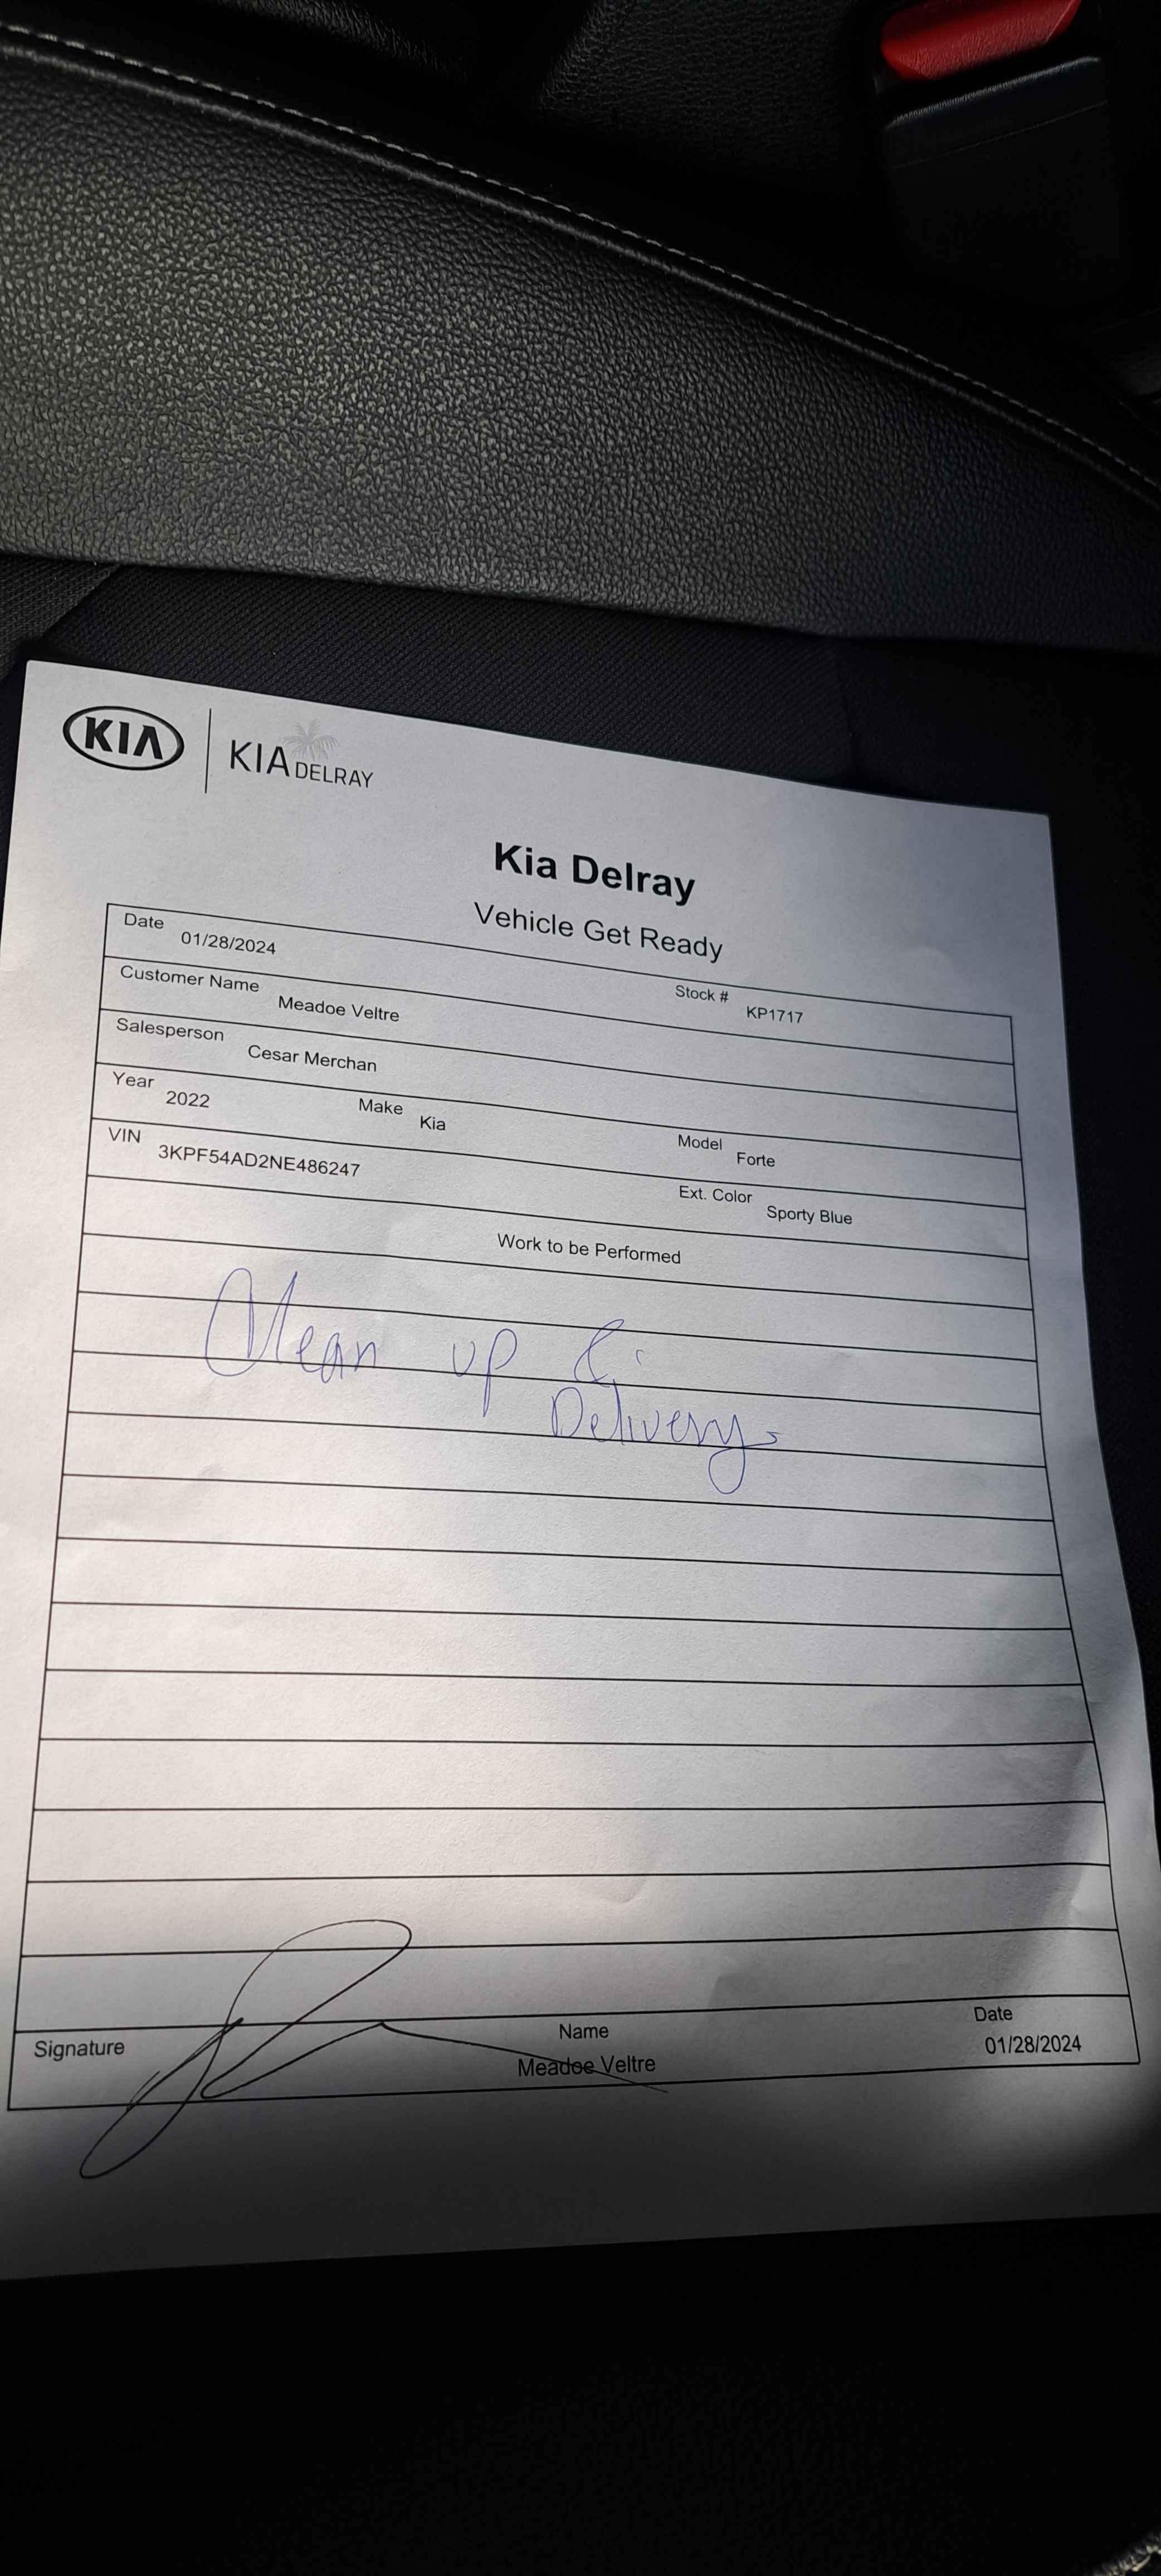 KIA KIA DELRAY
Kia Delray
Vehicle Get Ready
Date 01/28/2024 Stock # KP1717
Customer Name Meadoe Veltre
Salesperson Cesar Merchan
Year 2022 Make Kia Model Forte
VIN 3KPF54AD2NE486247 Ext. Color Sporty Blue
Work to be Performed
Clean up &
Delivery
Signature Name Date
Meadoe Veltre 01/28/2024